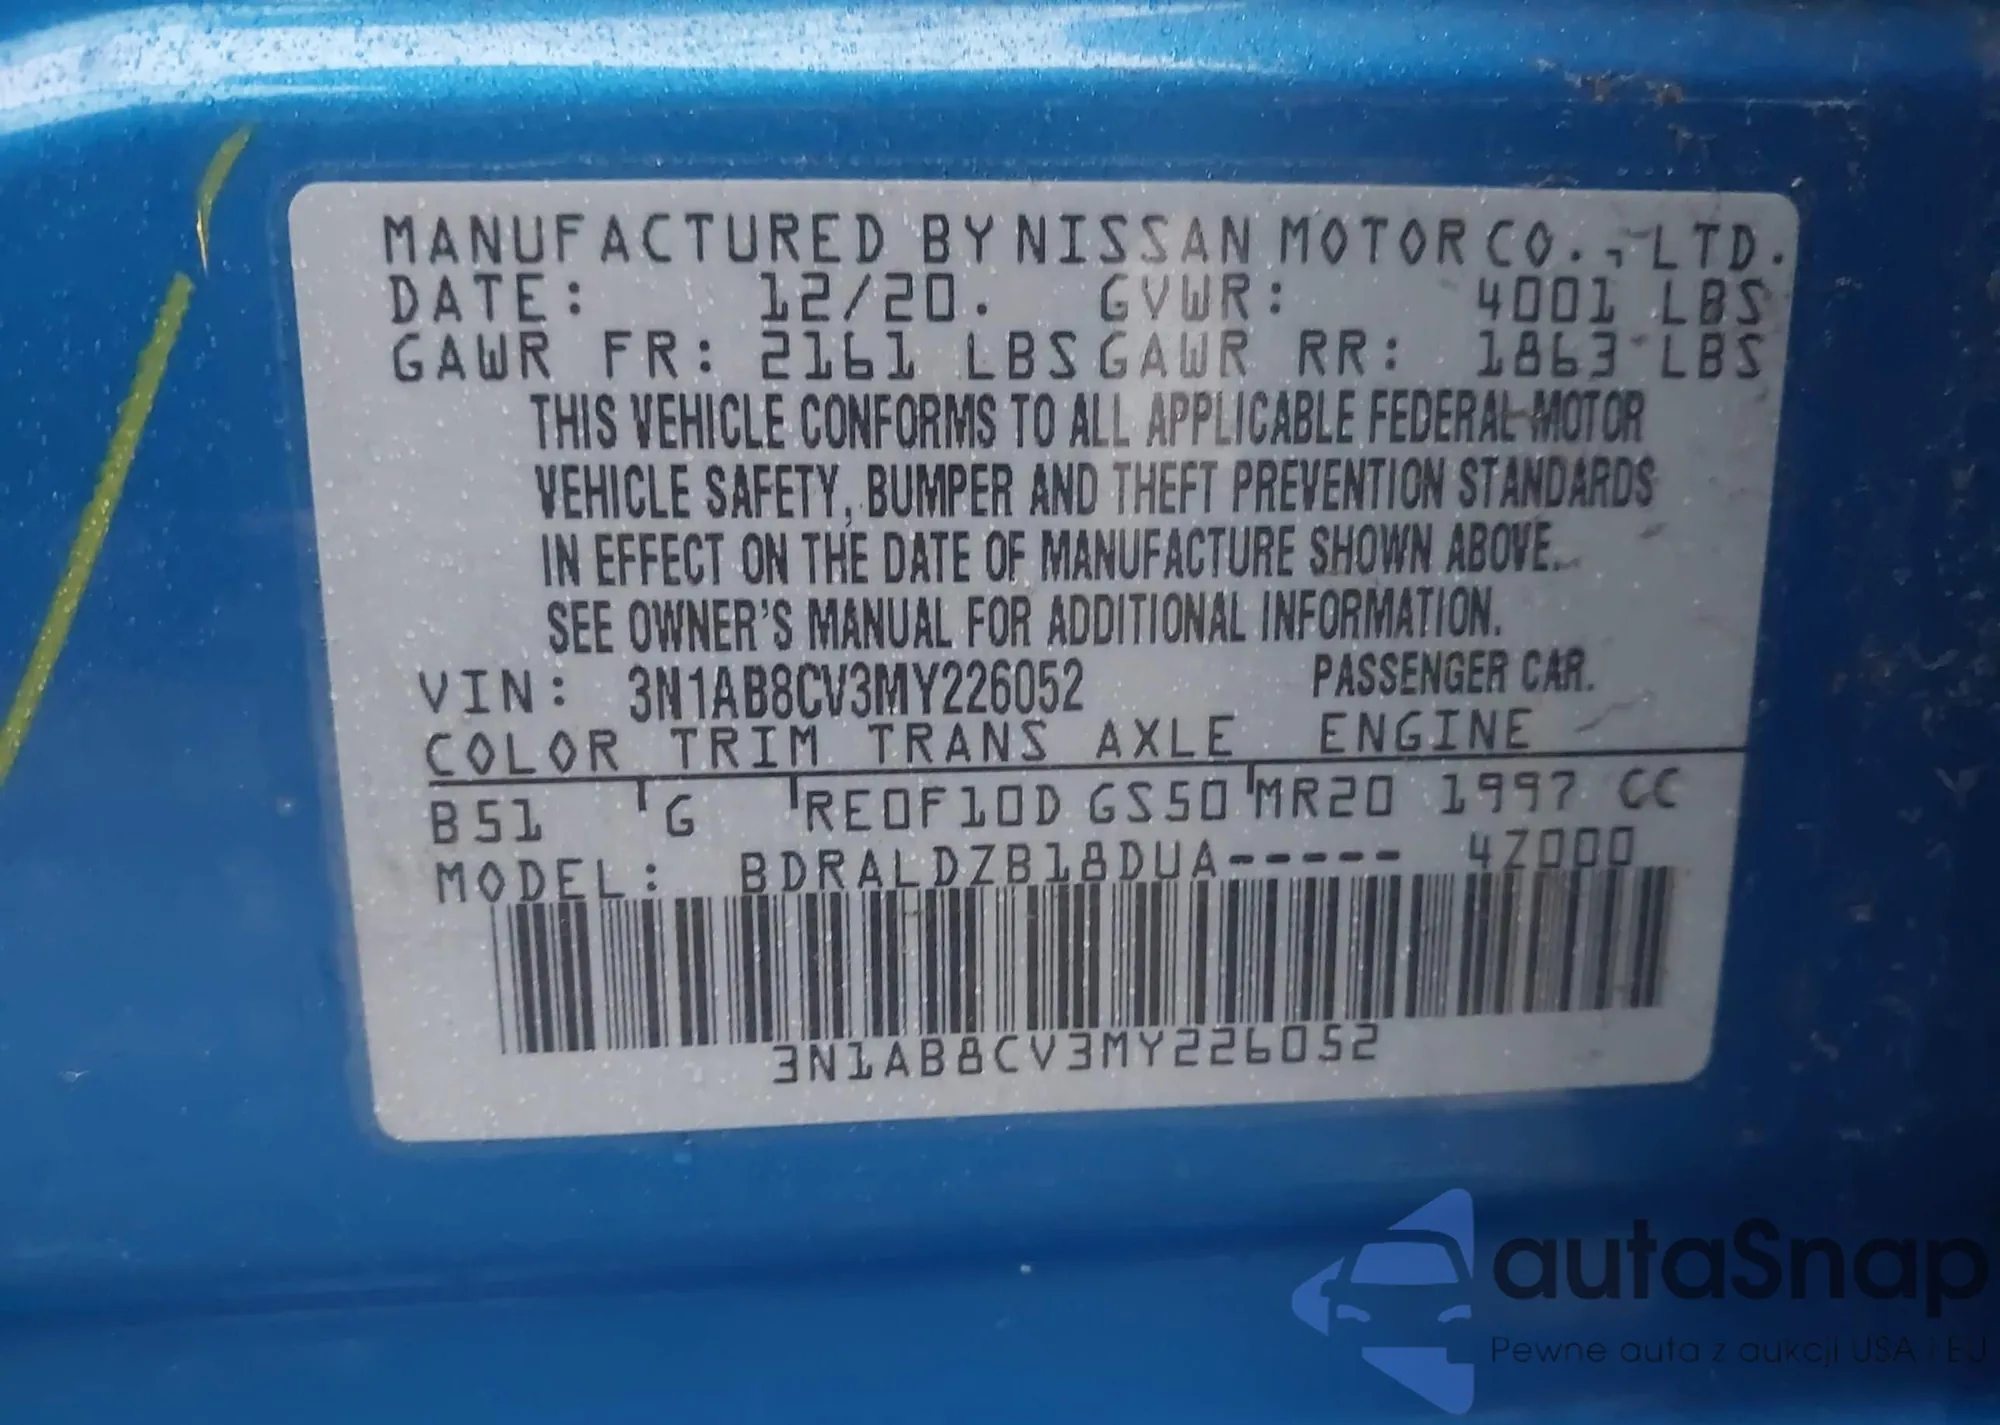 MANUFACTURED BY NISSAN MOTOR CO., LTD.
DATE: 12/20. GVWR: 4001 LBS
GAWR FR: 2161 LBS GAWR RR: 1863 LBS
THIS VEHICLE CONFORMS TO ALL APPLICABLE FEDERAL MOTOR
VEHICLE SAFETY, BUMPER AND THEFT PREVENTION STANDARDS
IN EFFECT ON THE DATE OF MANUFACTURE SHOWN ABOVE.
SEE OWNER'S MANUAL FOR ADDITIONAL INFORMATION.
VIN: 3N1AB8CV3MY226052 PASSENGER CAR.
COLOR TRIM TRANS AXLE ENGINE
B51 G RE0F10D GS50 MR20 1997 CC
MODEL: BDRALDZB18DUA----- 4Z000
3N1AB8CV3MY226052
autaSnap
Pewne auta z aukcji USA i EU